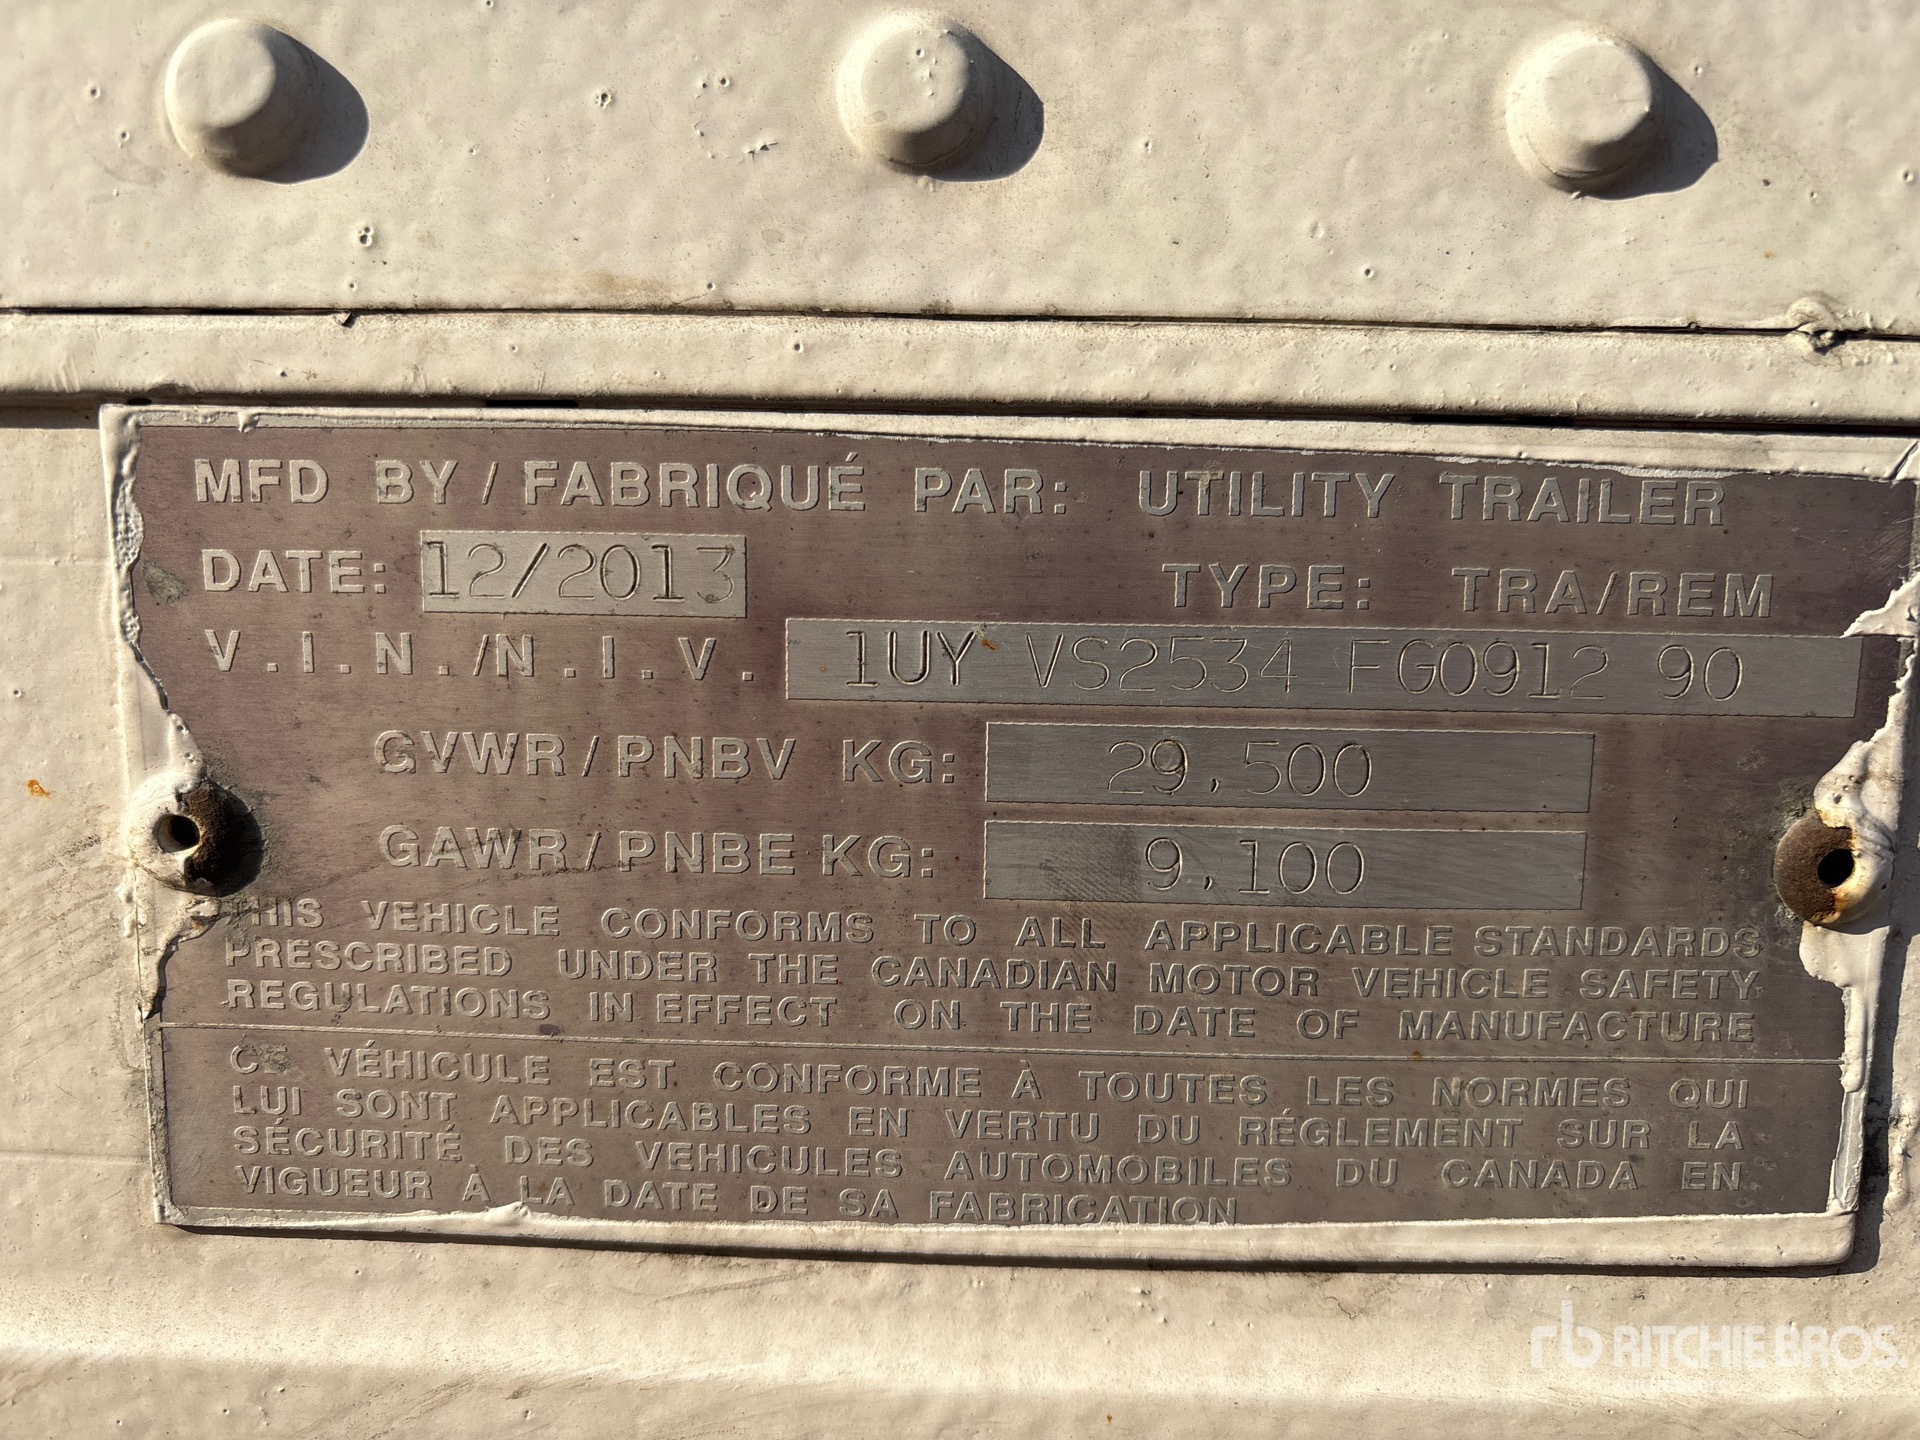 MFD BY / FABRIQUÉ PAR: UTILITY TRAILER
DATE: 12/2013 TYPE: TRA/REM
V.I.N./N.I.V. 1UY VS2534 FG0912 90
GVWR/PNBV KG: 29,500
GAWR/PNBE KG: 9,100
THIS VEHICLE CONFORMS TO ALL APPLICABLE STANDARDS
PRESCRIBED UNDER THE CANADIAN MOTOR VEHICLE SAFETY
REGULATIONS IN EFFECT ON THE DATE OF MANUFACTURE
CE VÉHICULE EST CONFORME À TOUTES LES NORMES QUI
LUI SONT APPLICABLES EN VERTU DU RÉGLEMENT SUR LA
SÉCURITÉ DES VEHICULES AUTOMOBILES DU CANADA EN
VIGUEUR À LA DATE DE SA FABRICATION
rb RITCHIE BROS.